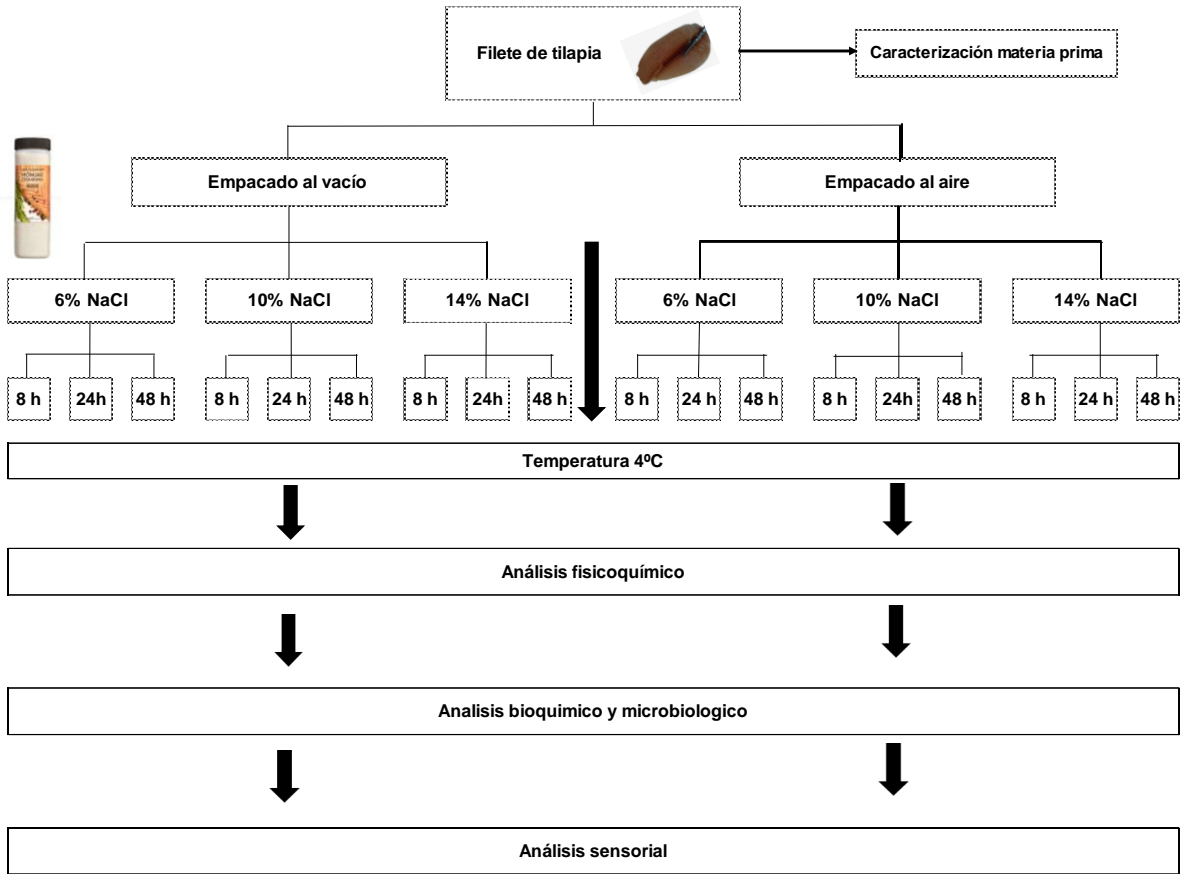 Filete de tilapia
Caracterización materia prima
Empacado al vacío
Empacado al aire
6% NaCl
10% NaCl
14% NaCl
6% NaCl
10% NaCl
14% NaCl
8 h
24h
48 h
8 h
24 h
48 h
8 h
24h
48 h
8 h
24 h
48 h
8 h
24h
48 h
8 h
24 h
48 h
Temperatura 4ºC
Análisis fisicoquímico
Analisis bioquimico y microbiologico
Análisis sensorial